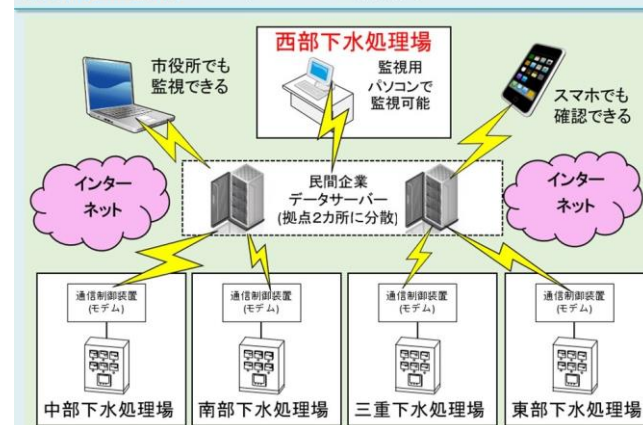 西部下水処理場
監視用
パソコンで
監視可能
市役所でも
監視できる
スマホでも
確認できる
インター
ネット
民間企業
データサーバー
(拠点2カ所に分散)
インター
ネット
通信制御装置
(モデム)
通信制御装置
(モデム)
通信制御装置
(モデム)
通信制御装置
(モデム)
中部下水処理場
南部下水処理場
三重下水処理場
東部下水処理場